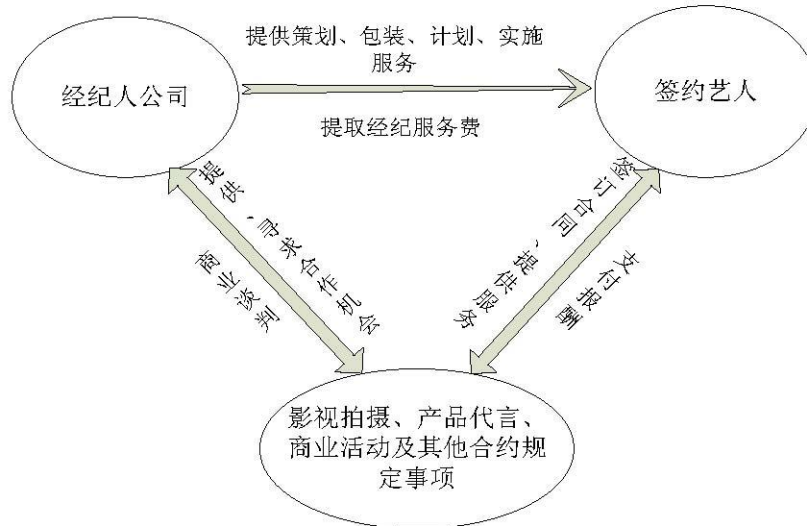 提供策划、包装、计划、实施
服务
经纪人公司
签约艺人
提取经纪服务费
提供、寻求合作机会
商业谈判
签订合同、提供服务
支付报酬
影视拍摄、产品代言、
商业活动及其他合约规
定事项